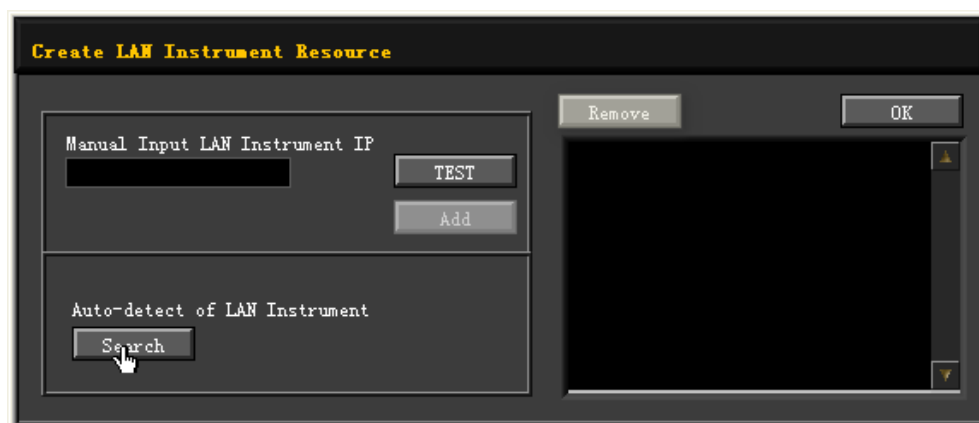 Create LAN Instrument Resource
Manual Input LAN Instrument IP
TEST
Add
Auto-detect of LAN Instrument
Search
Remove
OK